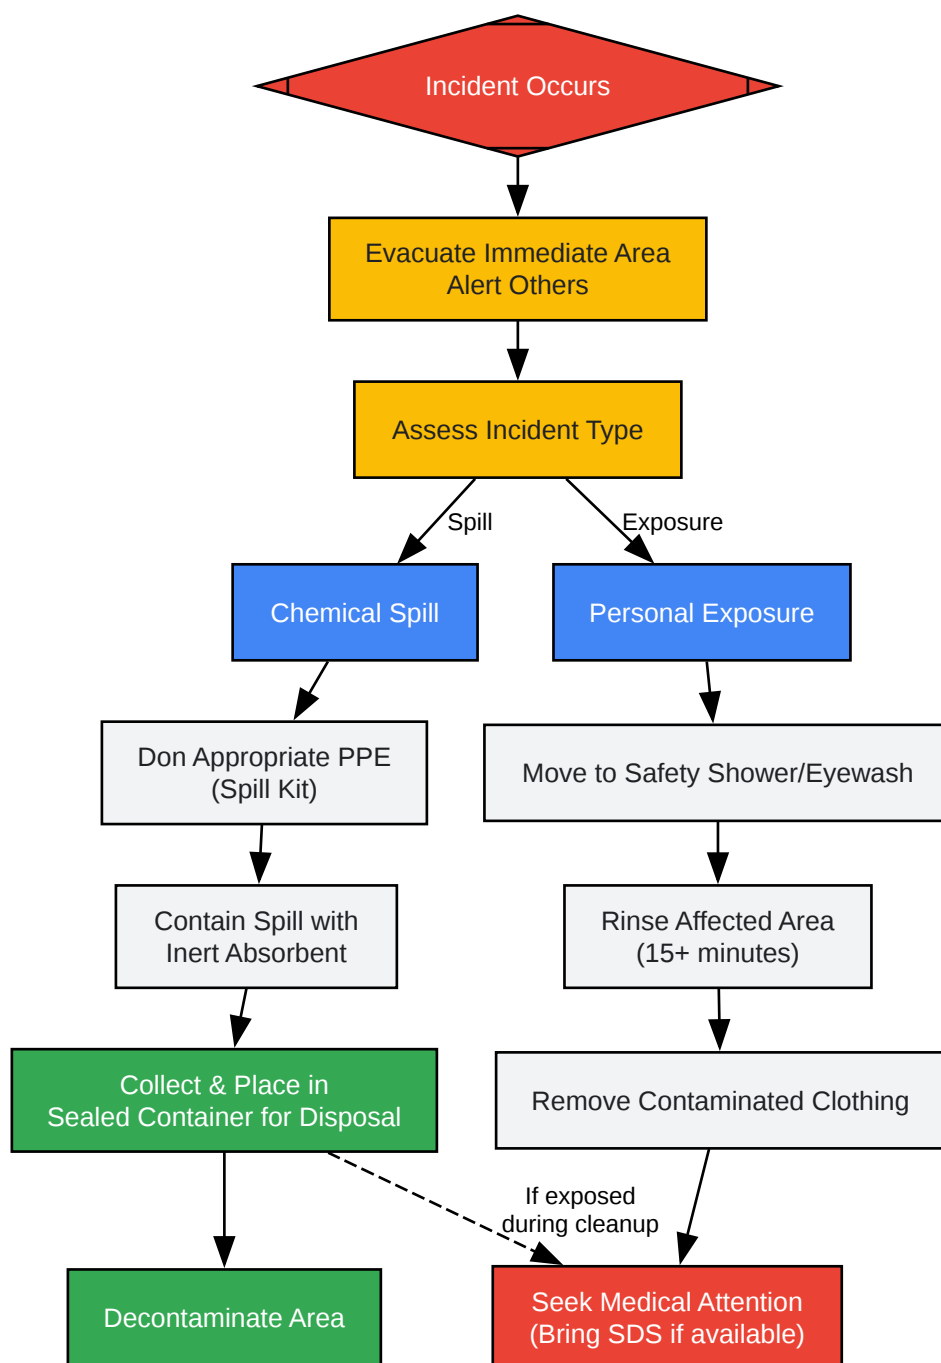 Incident Occurs
Evacuate Immediate Area
Alert Others
Assess Incident Type
Spill
Exposure
Chemical Spill
Personal Exposure
Don Appropriate PPE
(Spill Kit)
Move to Safety Shower/Eyewash
Contain Spill with
Inert Absorbent
Rinse Affected Area
(15+ minutes)
Collect & Place in
Sealed Container for Disposal
Remove Contaminated Clothing
If exposed
during cleanup
Decontaminate Area
Seek Medical Attention
(Bring SDS if available)